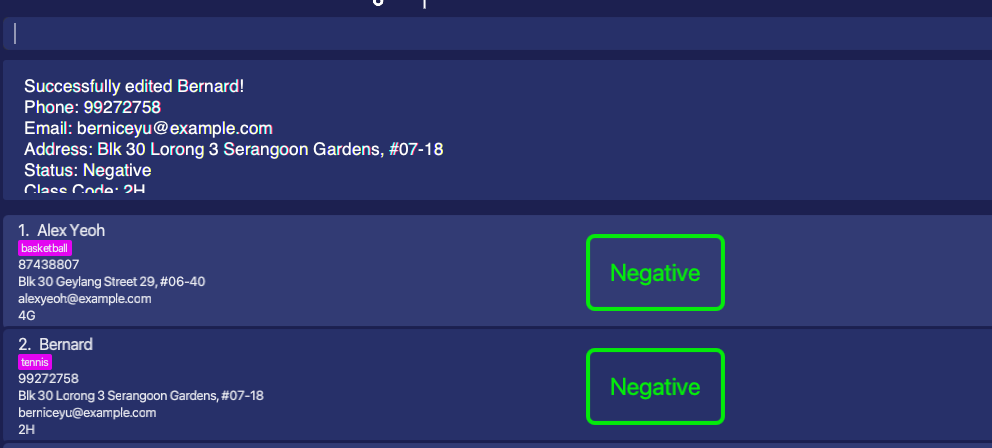 Successfully edited Bernard!
Phone: 99272758
Email: berniceyu@example.com
Address: Blk 30 Lorong 3 Serangoon Gardens, #07-18
Status: Negative
Class Code: 2H
1. Alex Yeoh
basketball
87438807
Blk 30 Geylang Street 29, #06-40
alexyeoh@example.com
4G
Negative
2. Bernard
tennis
99272758
Blk 30 Lorong 3 Serangoon Gardens, #07-18
berniceyu@example.com
2H
Negative